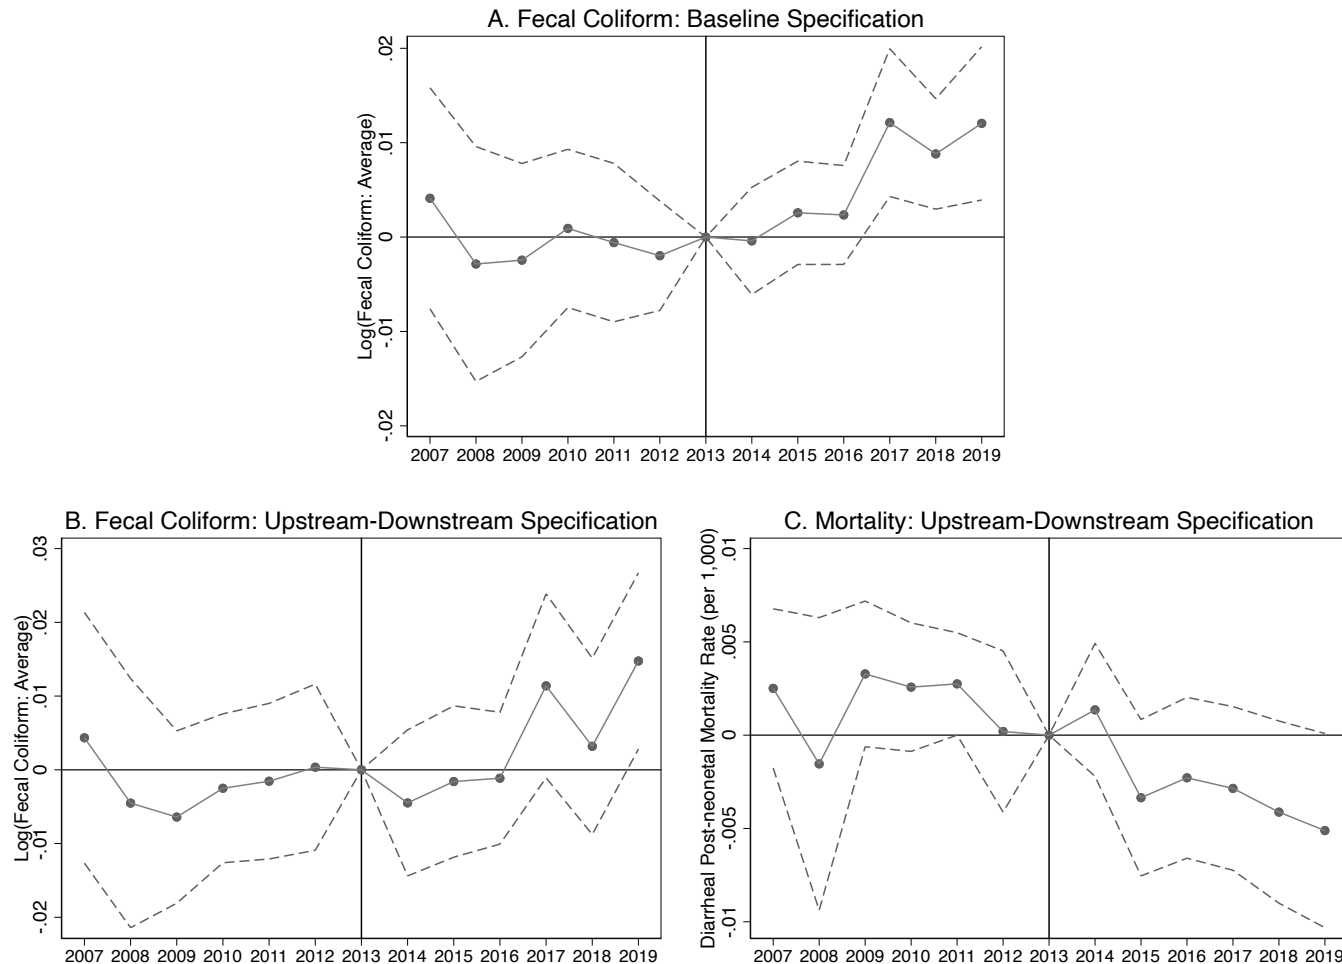 A. Fecal Coliform: Baseline Specification
Log(Fecal Coliform: Average)
.02
.01
0
-.01
-.02
2007 2008 2009 2010 2011 2012 2013 2014 2015 2016 2017 2018 2019
B. Fecal Coliform: Upstream-Downstream Specification
Log(Fecal Coliform: Average)
.03
.02
.01
0
-.01
-.02
2007 2008 2009 2010 2011 2012 2013 2014 2015 2016 2017 2018 2019
C. Mortality: Upstream-Downstream Specification
Diarrheal Post-neonetal Mortality Rate (per 1,000)
.01
.005
0
-.005
-.01
2007 2008 2009 2010 2011 2012 2013 2014 2015 2016 2017 2018 2019